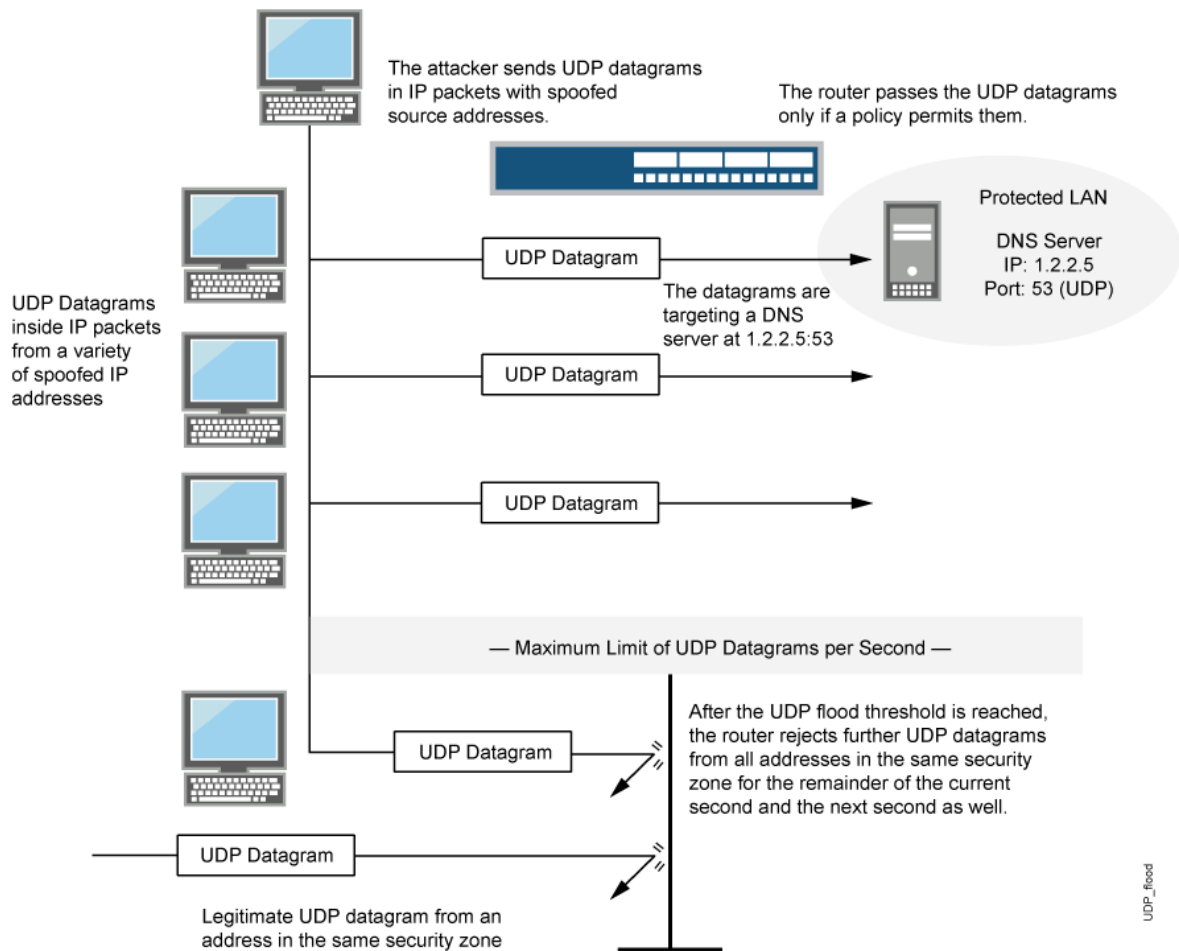 The attacker sends UDP datagrams
in IP packets with spoofed
source addresses.
The router passes the UDP datagrams
only if a policy permits them.
Protected LAN
DNS Server
IP: 1.2.2.5
Port: 53 (UDP)
UDP Datagram
The datagrams are
targeting a DNS
server at 1.2.2.5:53
UDP Datagrams
inside IP packets
from a variety
of spoofed IP
addresses
UDP Datagram
UDP Datagram
— Maximum Limit of UDP Datagrams per Second —
After the UDP flood threshold is reached,
the router rejects further UDP datagrams
from all addresses in the same security
zone for the remainder of the current
second and the next second as well.
UDP Datagram
UDP Datagram
Legitimate UDP datagram from an
address in the same security zone
UDP_flood